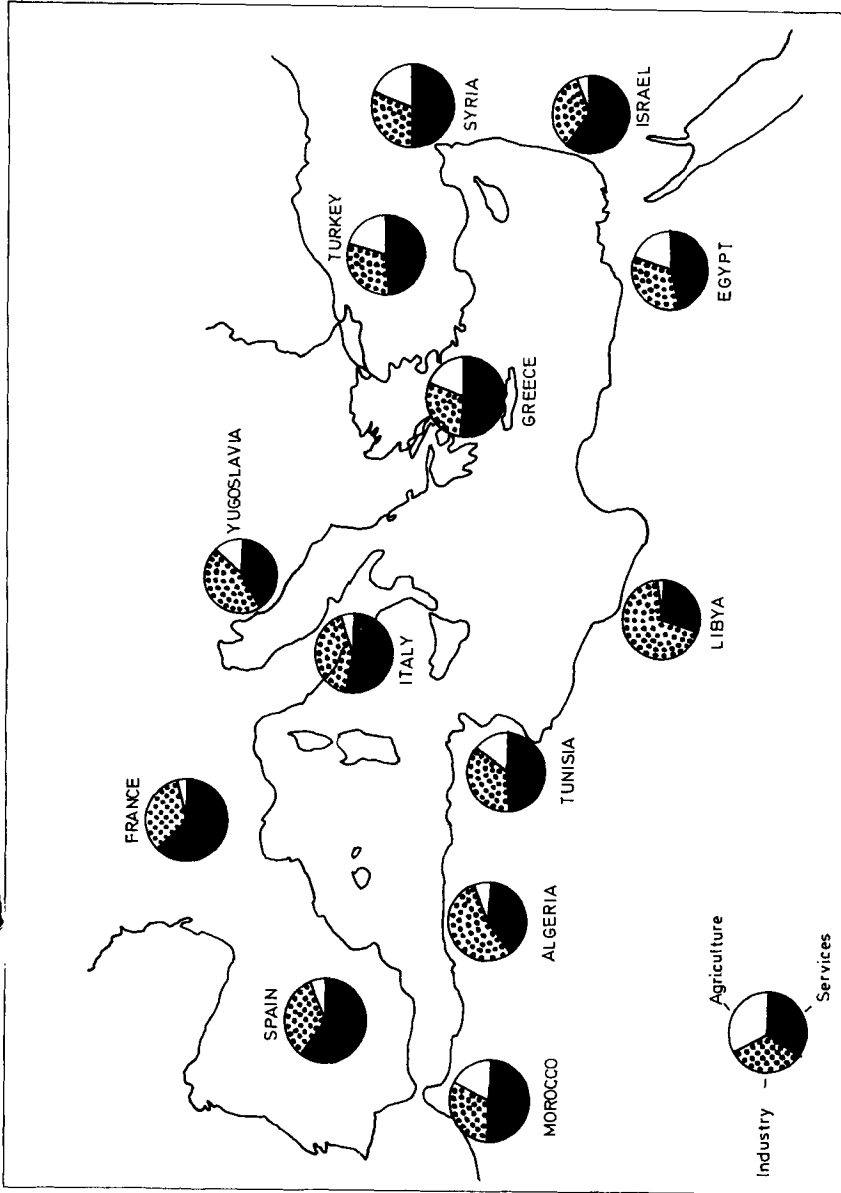 FRANCE
YUGOSLAVIA
SPAIN
ITALY
TURKEY
SYRIA
GREECE
MOROCCO
ALGERIA
TUNISIA
LIBYA
EGYPT
ISRAEL
Agriculture
Industry
Services